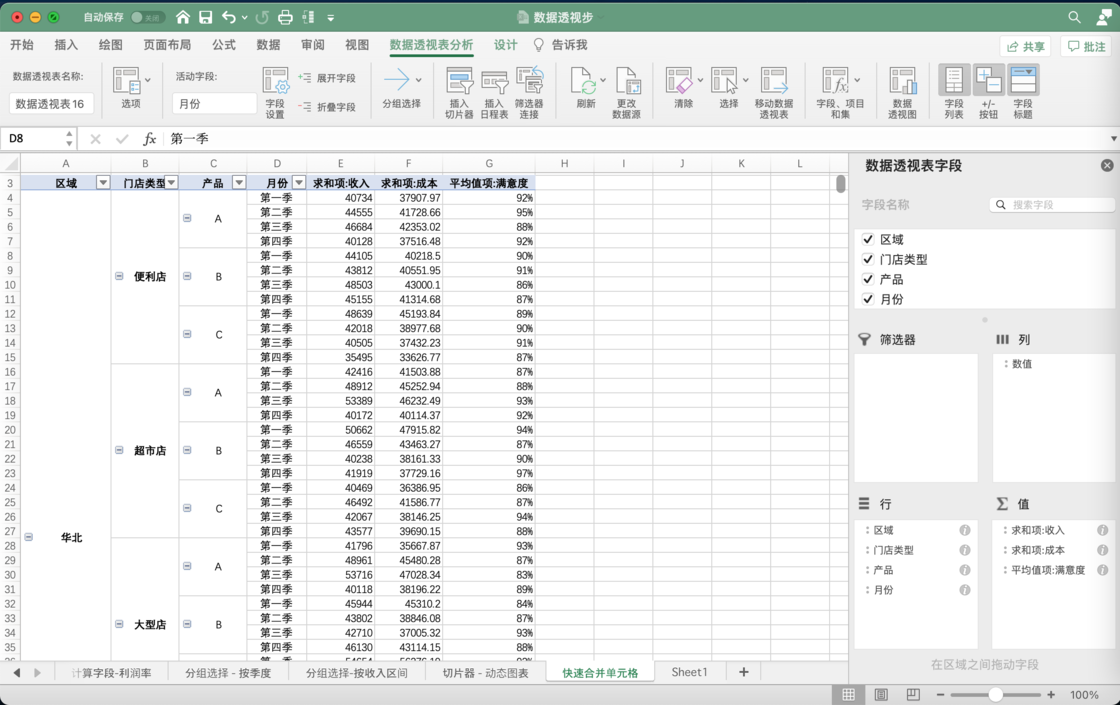 自动保存 关闭 数据透视步
开始 插入 绘图 页面布局 公式 数据 审阅 视图 数据透视表分析 设计 告诉我 共享 批注
数据透视表名称:
数据透视表16
选项
活动字段:
月份
字段
设置
展开字段
折叠字段
分组选择
插入
切片器
插入
日程表
筛选器
连接
刷新
更改
数据源
清除
选择
移动数据
透视表
字段、项目
和集
数据
透视图
字段
列表
+/-
按钮
字段
标题
D8 fx 第一季
A B C D E F G H I J K L
3 区域 门店类型 产品 月份 求和项:收入 求和项:成本 平均值项:满意度
4 第一季 40734 37907.97 92%
5 A 第二季 44555 41728.66 95%
6 第三季 46684 42353.02 88%
7 第四季 40128 37516.48 92%
8 第一季 44105 40218.5 90%
9 便利店 B 第二季 43812 40551.95 91%
10 第三季 48503 43000.1 86%
11 第四季 45155 41314.68 87%
12 第一季 48639 45193.84 89%
13 C 第二季 42018 38977.68 90%
14 第三季 40505 37432.23 91%
15 第四季 35495 33626.77 87%
16 第一季 42416 41503.88 87%
17 A 第二季 48912 45252.94 88%
18 第三季 53389 46232.49 93%
19 第四季 40172 40114.37 92%
20 第一季 50662 47915.82 94%
21 超市店 B 第二季 46559 43463.27 87%
22 第三季 40238 38161.33 90%
23 第四季 41919 37729.16 97%
24 第一季 40469 36386.95 86%
25 C 第二季 46492 41586.77 87%
26 第三季 42067 38146.25 94%
27 华北 第四季 43577 39690.15 88%
28 第一季 41796 35667.87 93%
29 A 第二季 48961 45480.28 87%
30 第三季 53716 47028.34 83%
31 第四季 40118 38196.22 89%
32 第一季 45944 45310.2 84%
33 大型店 B 第二季 43802 38846.08 87%
34 第三季 42710 37005.32 93%
35 第四季 46130 43114.15 88%
数据透视表字段
字段名称 搜索字段
区域
门店类型
产品
月份
筛选器 列
数值
行 值
区域 求和项:收入
门店类型 求和项:成本
产品 平均值项:满意度
月份
在区域之间拖动字段
计算字段-利润率 分组选择 - 按季度 分组选择-按收入区间 切片器 - 动态图表 快速合并单元格 Sheet1 +
100%